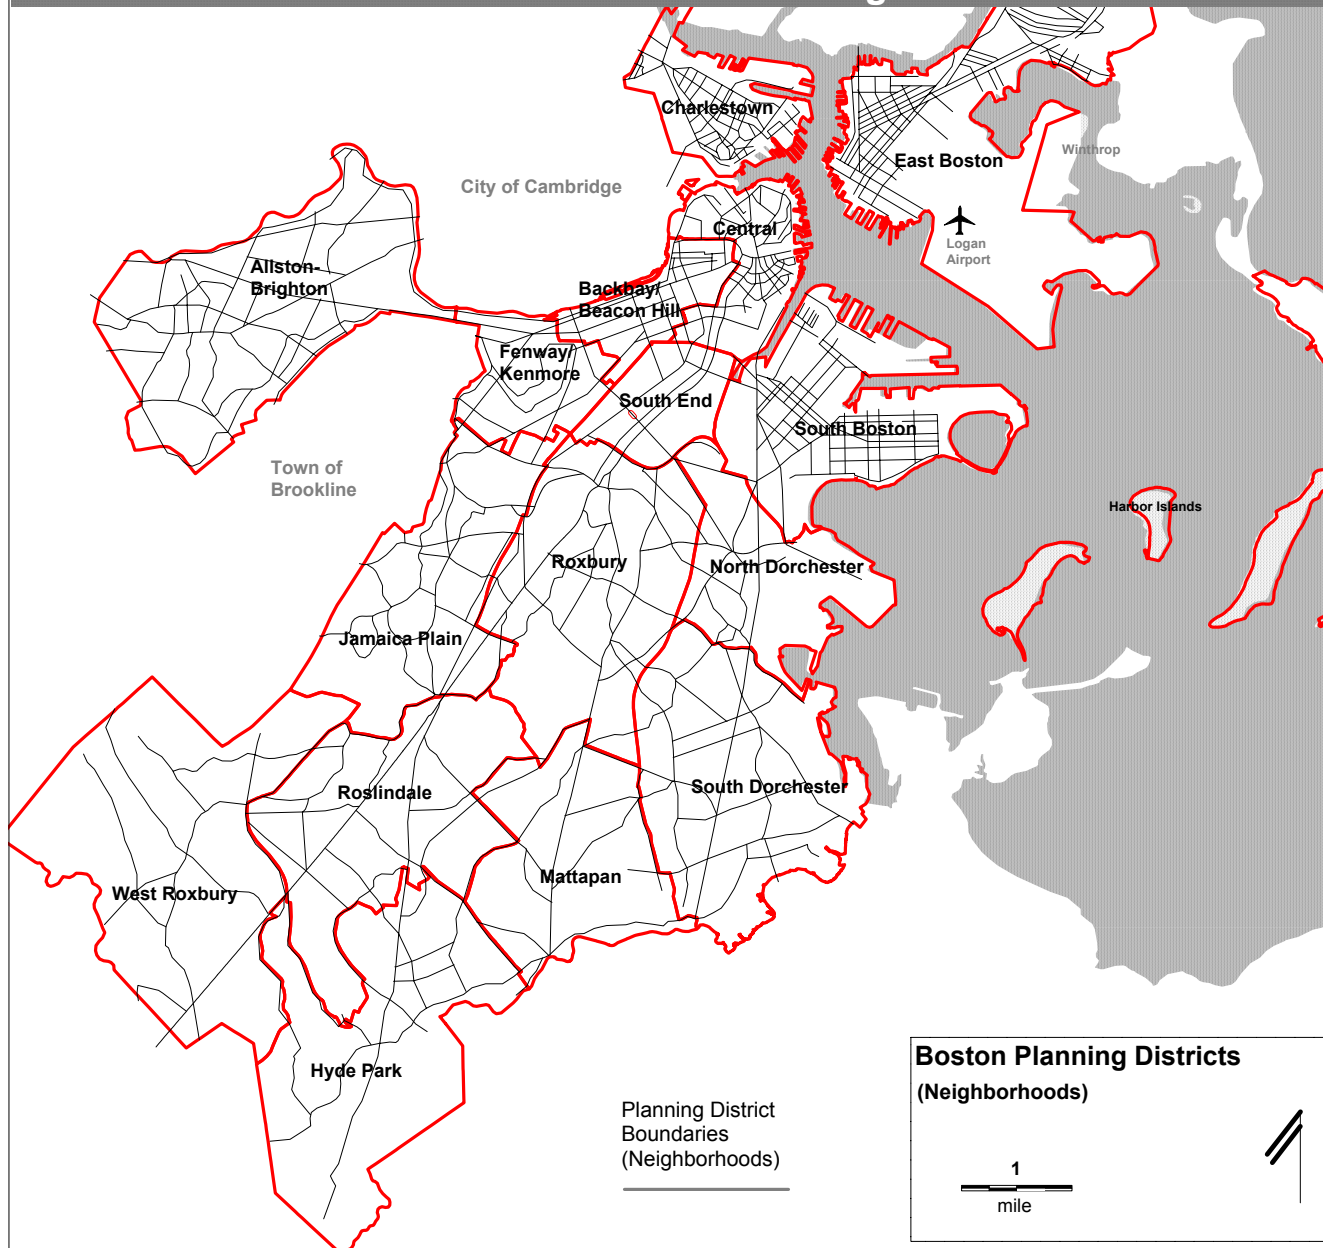 Charlestown
East Boston
Winthrop
City of Cambridge
Central
Logan
Airport
Allston-
Brighton
Backbay/
Beacon Hill
Fenway/
Kenmore
South End
South Boston
Town of
Brookline
Harbor Islands
Roxbury
North Dorchester
Jamaica Plain
Roslindale
South Dorchester
West Roxbury
Mattapan
Hyde Park
Boston Planning Districts
(Neighborhoods)
Planning District
Boundaries
(Neighborhoods)
1
mile